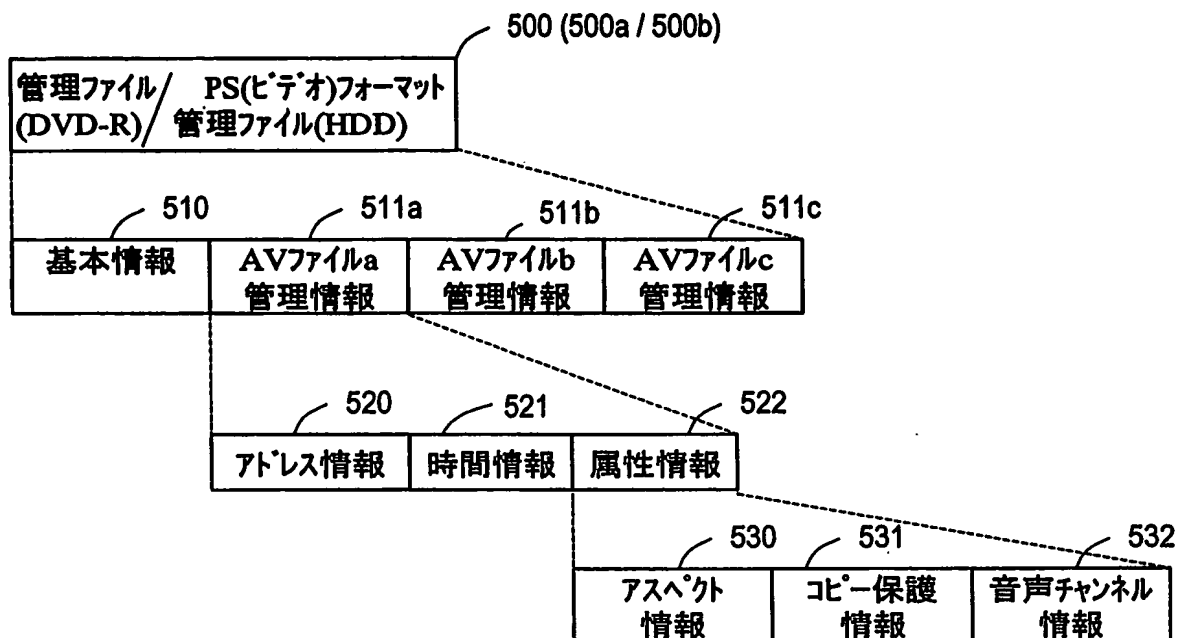 500 (500a / 500b)
管理ファイル/ PS(ビデオ)フォーマット
(DVD-R)/ 管理ファイル(HDD)
510 511a 511b 511c
基本情報 AVファイルa AVファイルb AVファイルc
管理情報 管理情報 管理情報
520 521 522
アドレス情報 時間情報 属性情報
530 531 532
アスペクト コピー保護 音声チャンネル
情報 情報 情報